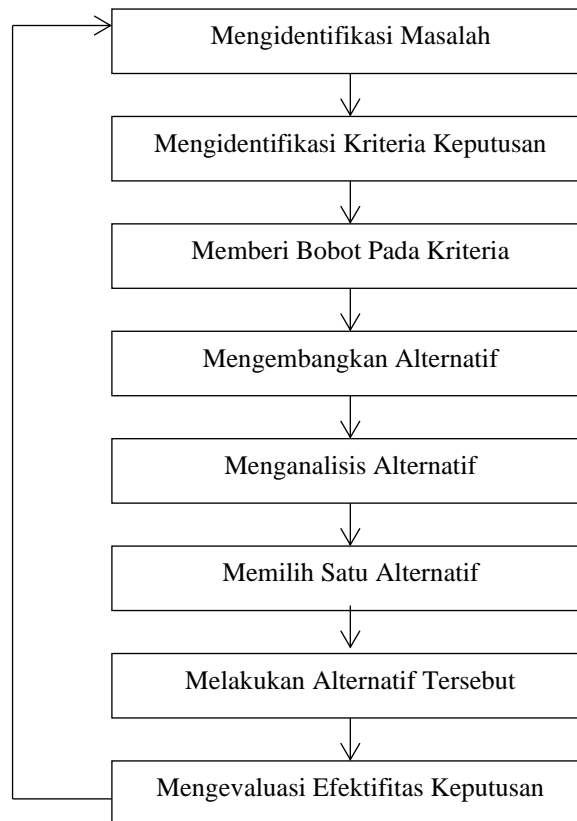 Mengidentifikasi Masalah
Mengidentifikasi Kriteria Keputusan
Memberi Bobot Pada Kriteria
Mengembangkan Alternatif
Menganalisis Alternatif
Memilih Satu Alternatif
Melakukan Alternatif Tersebut
Mengevaluasi Efektifitas Keputusan